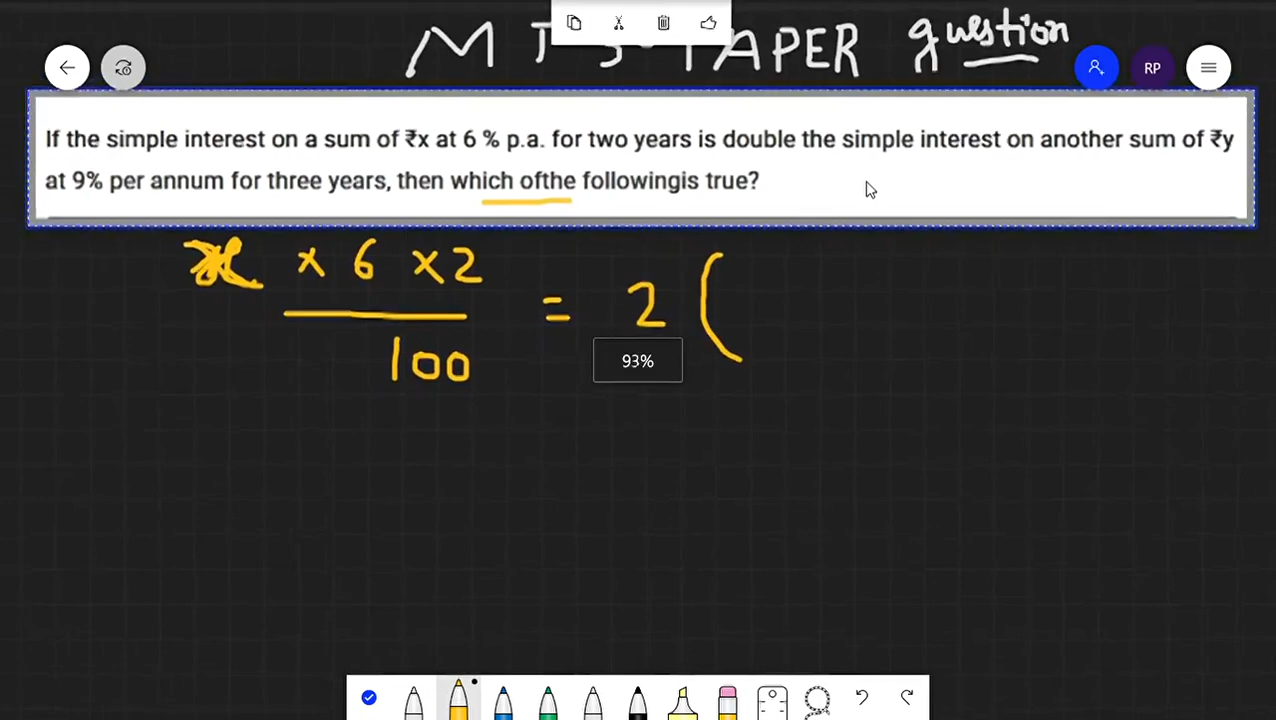 M T S PAPER question
RP
If the simple interest on a sum of ₹x at 6 % p.a. for two years is double the simple interest on another sum of ₹y
at 9% per annum for three years, then which ofthe followingis true?
x × 6 × 2
= 2 (
100
93%